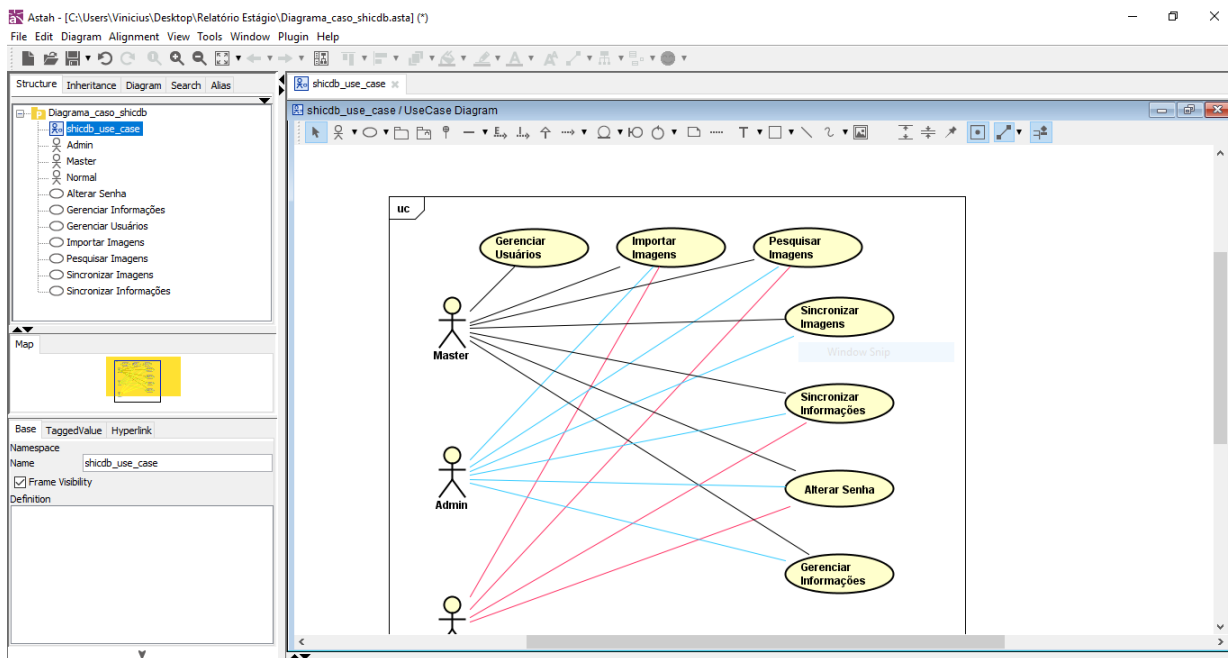 Astah - [C:\Users\Vinicius\Desktop\Relatório Estágio\Diagrama_caso_shicdb.asta] (*)
File Edit Diagram Alignment View Tools Window Plugin Help
Structure Inheritance Diagram Search Alias
Diagrama_caso_shicdb
shicdb_use_case
Admin
Master
Normal
Alterar Senha
Gerenciar Informações
Gerenciar Usuários
Importar Imagens
Pesquisar Imagens
Sincronizar Imagens
Sincronizar Informações
Map
Base TaggedValue Hyperlink
Namespace
Name shicdb_use_case
Frame Visibility
Definition
shicdb_use_case
shicdb_use_case / UseCase Diagram
T
uc
Gerenciar
Usuários
Importar
Imagens
Pesquisar
Imagens
Sincronizar
Imagens
Window Snip
Master
Sincronizar
Informações
Alterar Senha
Admin
Gerenciar
Informações